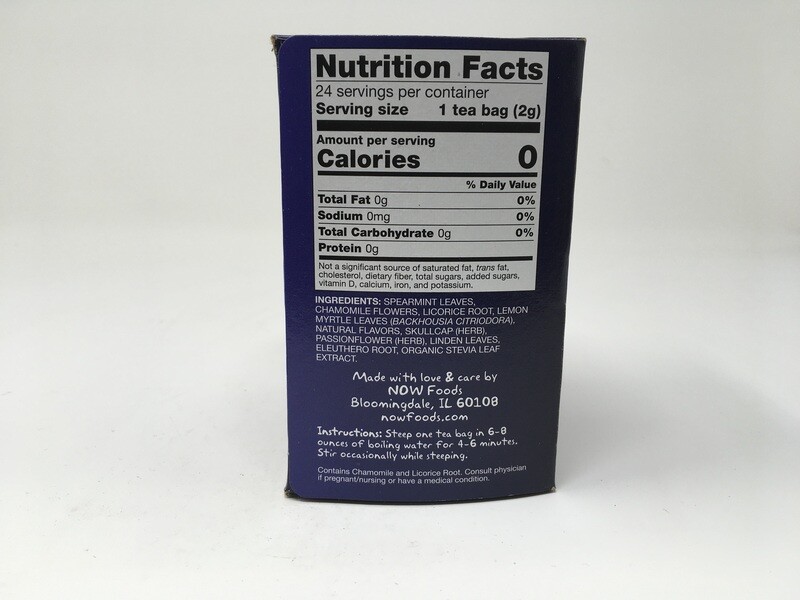 Nutrition Facts
24 servings per container
Serving size 1 tea bag (2g)
Amount per serving
Calories 0
% Daily Value
Total Fat 0g 0%
Sodium 0mg 0%
Total Carbohydrate 0g 0%
Protein 0g
Not a significant source of saturated fat, trans fat,
cholesterol, dietary fiber, total sugars, added sugars,
vitamin D, calcium, iron, and potassium.
INGREDIENTS: SPEARMINT LEAVES,
CHAMOMILE FLOWERS, LICORICE ROOT, LEMON
MYRTLE LEAVES (BACKHOUSIA CITRIODORA),
NATURAL FLAVORS, SKULLCAP (HERB),
PASSIONFLOWER (HERB), LINDEN LEAVES,
ELEUTHERO ROOT, ORGANIC STEVIA LEAF
EXTRACT.
Made with love & care by
NOW Foods
Bloomingdale, IL 60108
nowfoods.com
Instructions: Steep one tea bag in 6-8
ounces of boiling water for 4-6 minutes.
Stir occasionally while steeping.
Contains Chamomile and Licorice Root. Consult physician
if pregnant/nursing or have a medical condition.